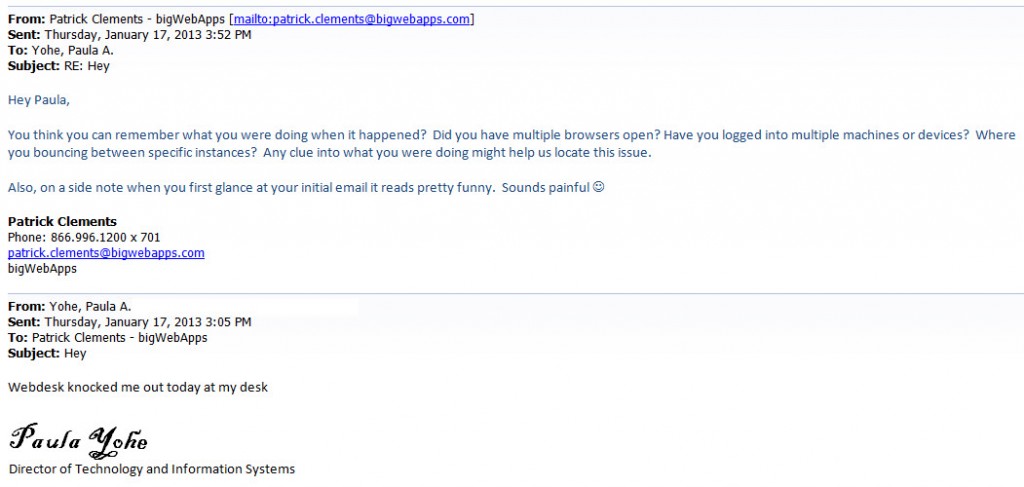 From: Patrick Clements - bigWebApps [mailto:patrick.clements@bigwebapps.com]
Sent: Thursday, January 17, 2013 3:52 PM
To: Yohe, Paula A.
Subject: RE: Hey
Hey Paula,
You think you can remember what you were doing when it happened?  Did you have multiple browsers open? Have you logged into multiple machines or devices?  Where
you bouncing between specific instances?  Any clue into what you were doing might help us locate this issue.
Also, on a side note when you first glance at your initial email it reads pretty funny.  Sounds painful ☺
Patrick Clements
Phone: 866.996.1200 x 701
patrick.clements@bigwebapps.com
bigWebApps
From: Yohe, Paula A.
Sent: Thursday, January 17, 2013 3:05 PM
To: Patrick Clements - bigWebApps
Subject: Hey
Webdesk knocked me out today at my desk
Paula Yohe
Director of Technology and Information Systems